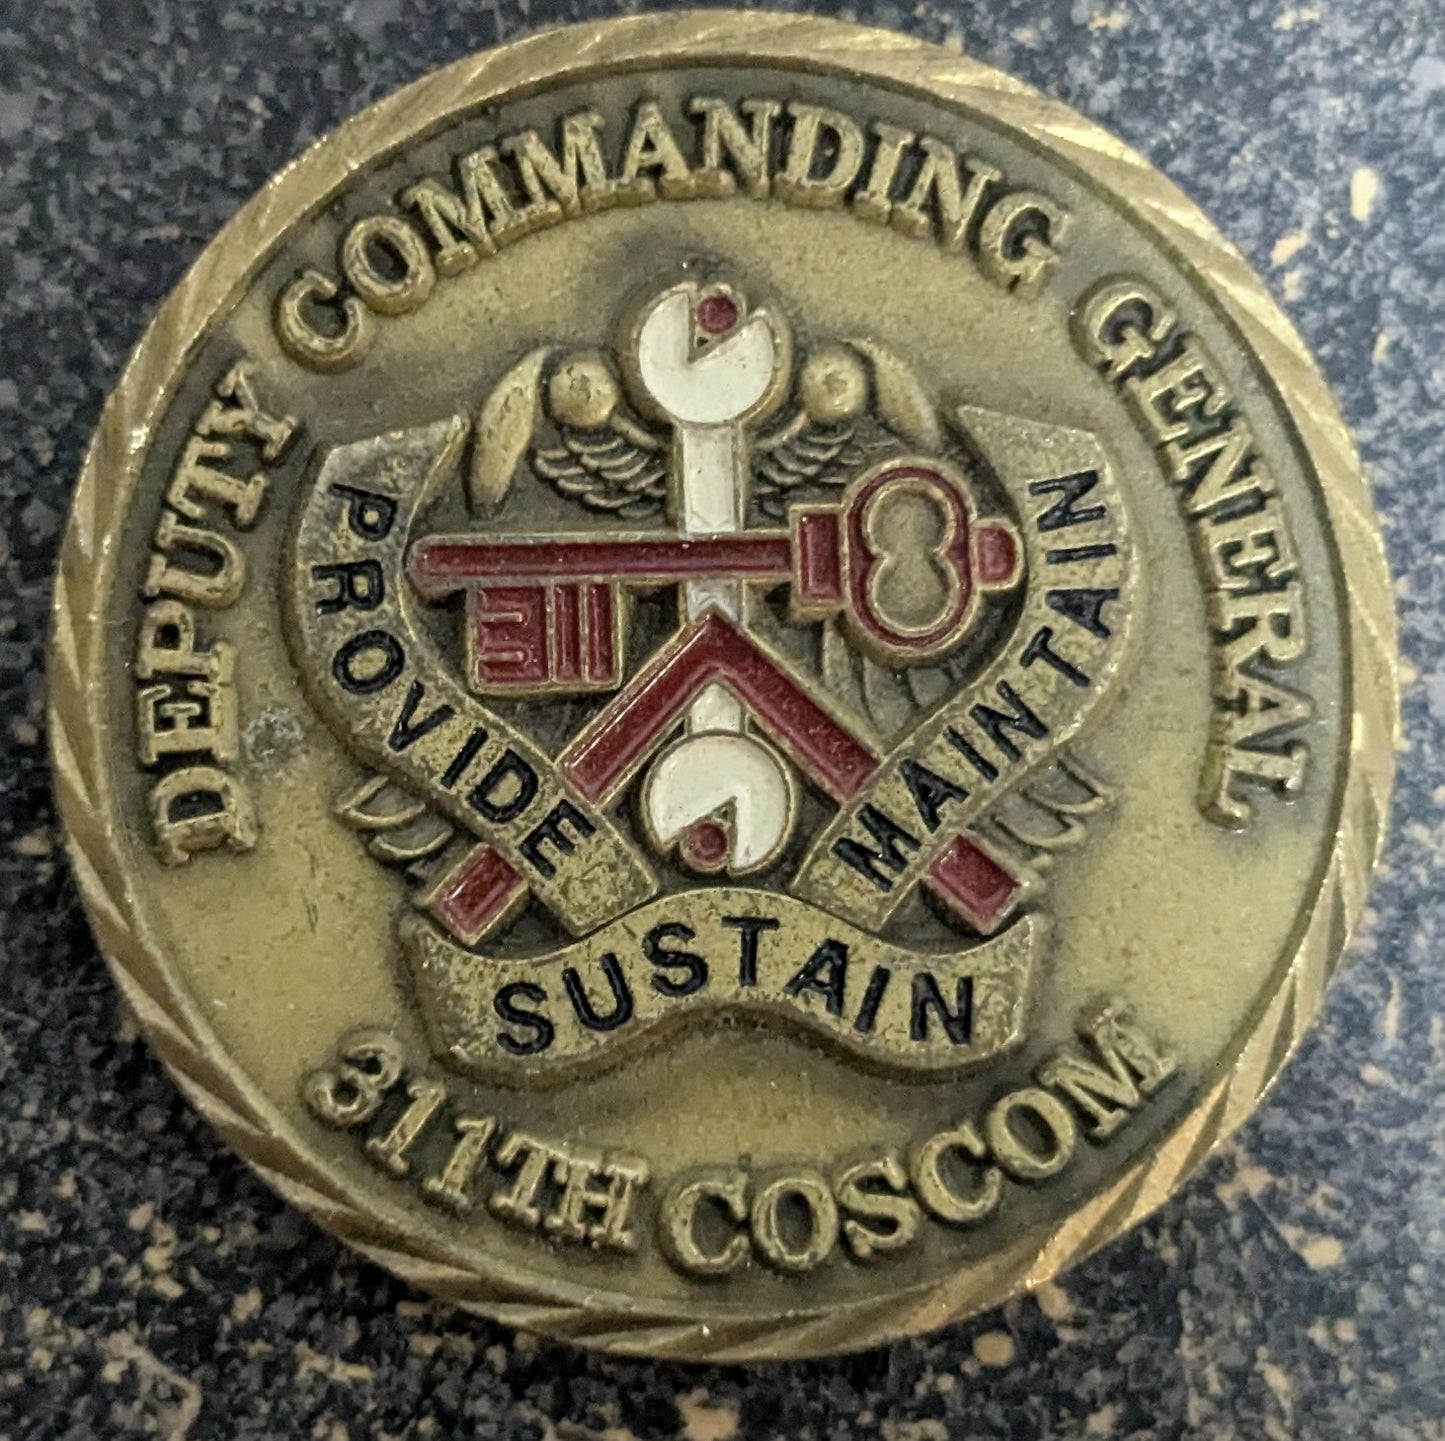 DEPUTY COMMANDING GENERAL
PROVIDE
MAINTAIN
SUSTAIN
311TH COSCOM